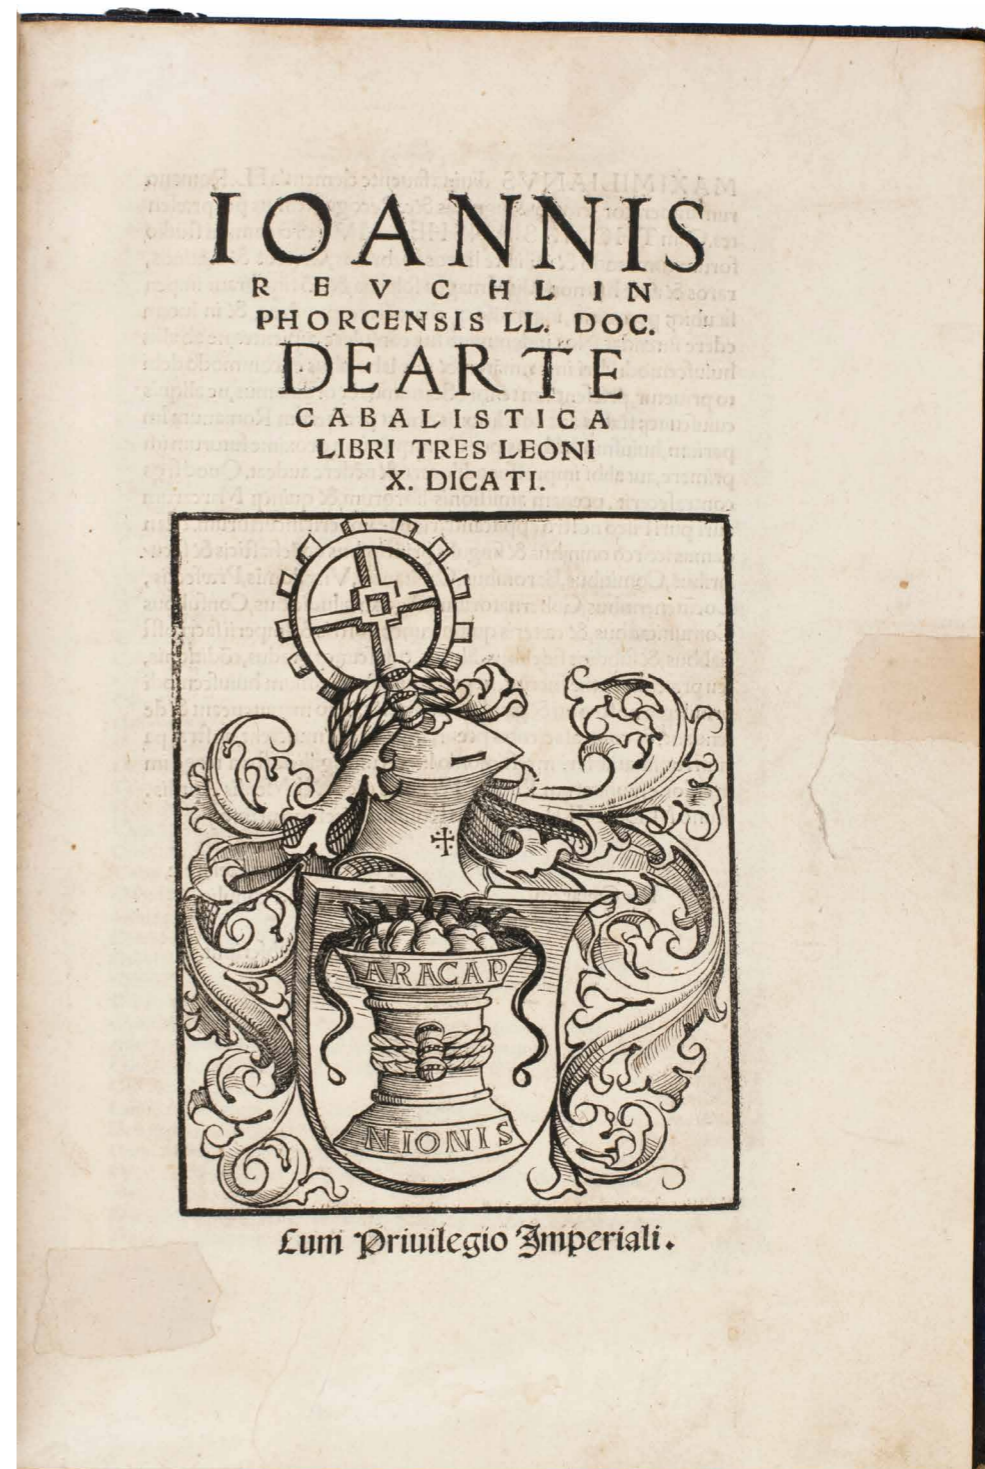 IOANNIS
REVCHLIN
PHORCENSIS LL. DOC.
DEARTE
CABALISTICA
LIBRI TRES LEONI
X. DICATI.
ARACAP
NIONIS
Cum Priuilegio Imperiali.